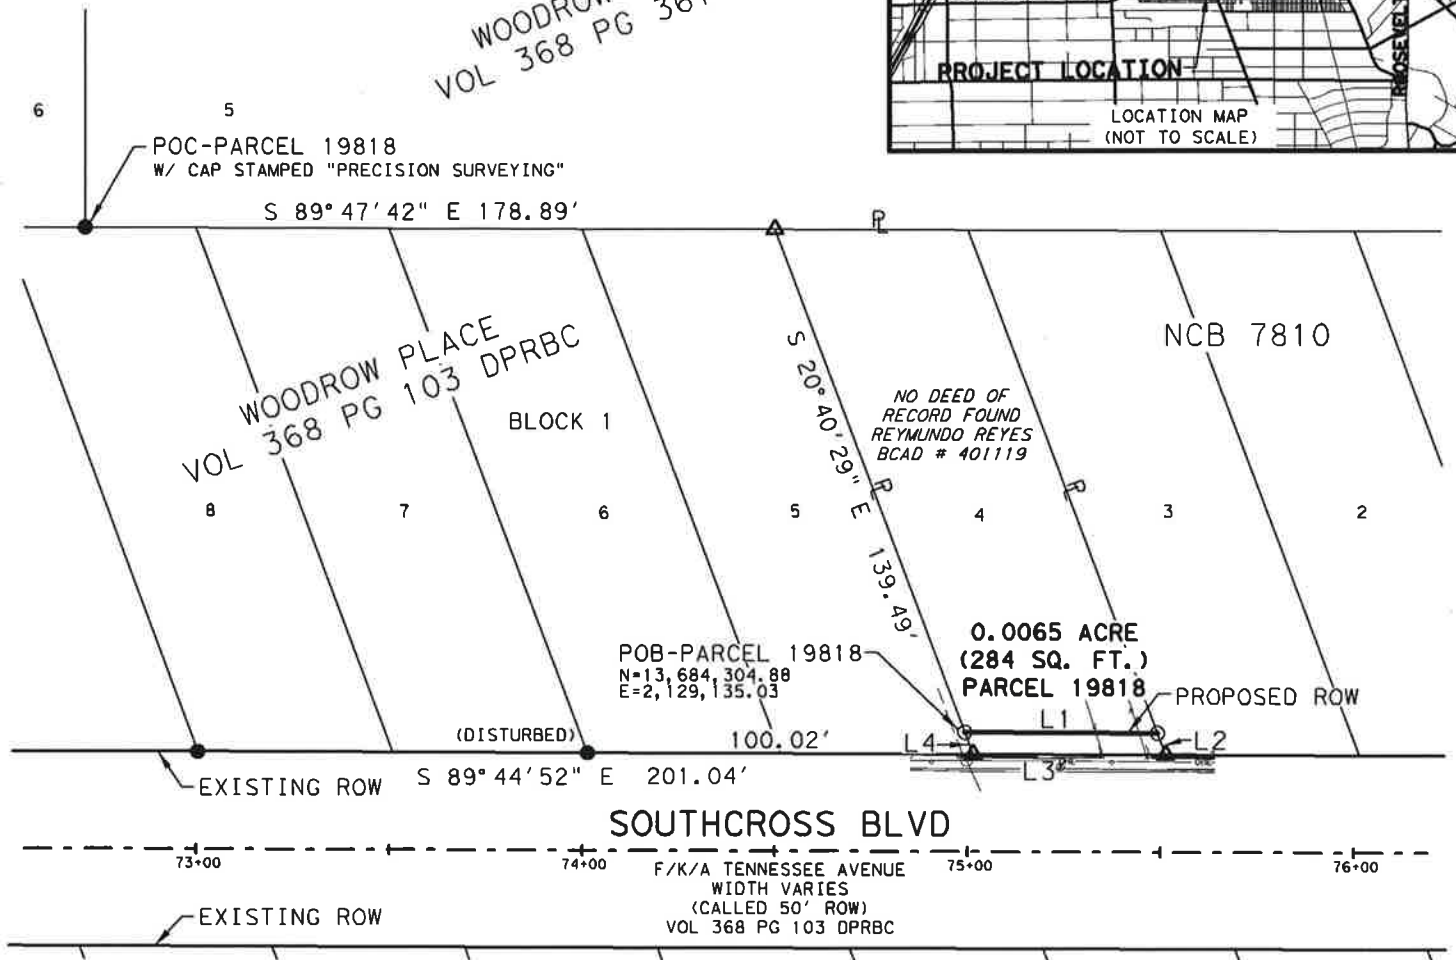 WOODROW
VOL 368 PG 361
PROJECT LOCATION
ROOSEVELT
LOCATION MAP
(NOT TO SCALE)
6
5
POC-PARCEL 19818
W/ CAP STAMPED "PRECISION SURVEYING"
S 89°47'42" E 178.89'
PL
WOODROW PLACE
VOL 368 PG 103 DPRBC
BLOCK 1
S 20°40'29" E 139.49'
NCB 7810
NO DEED OF
RECORD FOUND
REYMUNDO REYES
BCAD # 401119
PL
PL
8
7
6
5
4
3
2
POB-PARCEL 19818
N=13,684,304.88
E=2,129,135.03
0.0065 ACRE
(284 SQ. FT.)
PARCEL 19818
PROPOSED ROW
L1
(DISTURBED)
100.02'
L4
L2
L3
EXISTING ROW
S 89°44'52" E 201.04'
SOUTHCROSS BLVD
73+00
74+00
75+00
76+00
F/K/A TENNESSEE AVENUE
WIDTH VARIES
(CALLED 50' ROW)
VOL 368 PG 103 DPRBC
EXISTING ROW